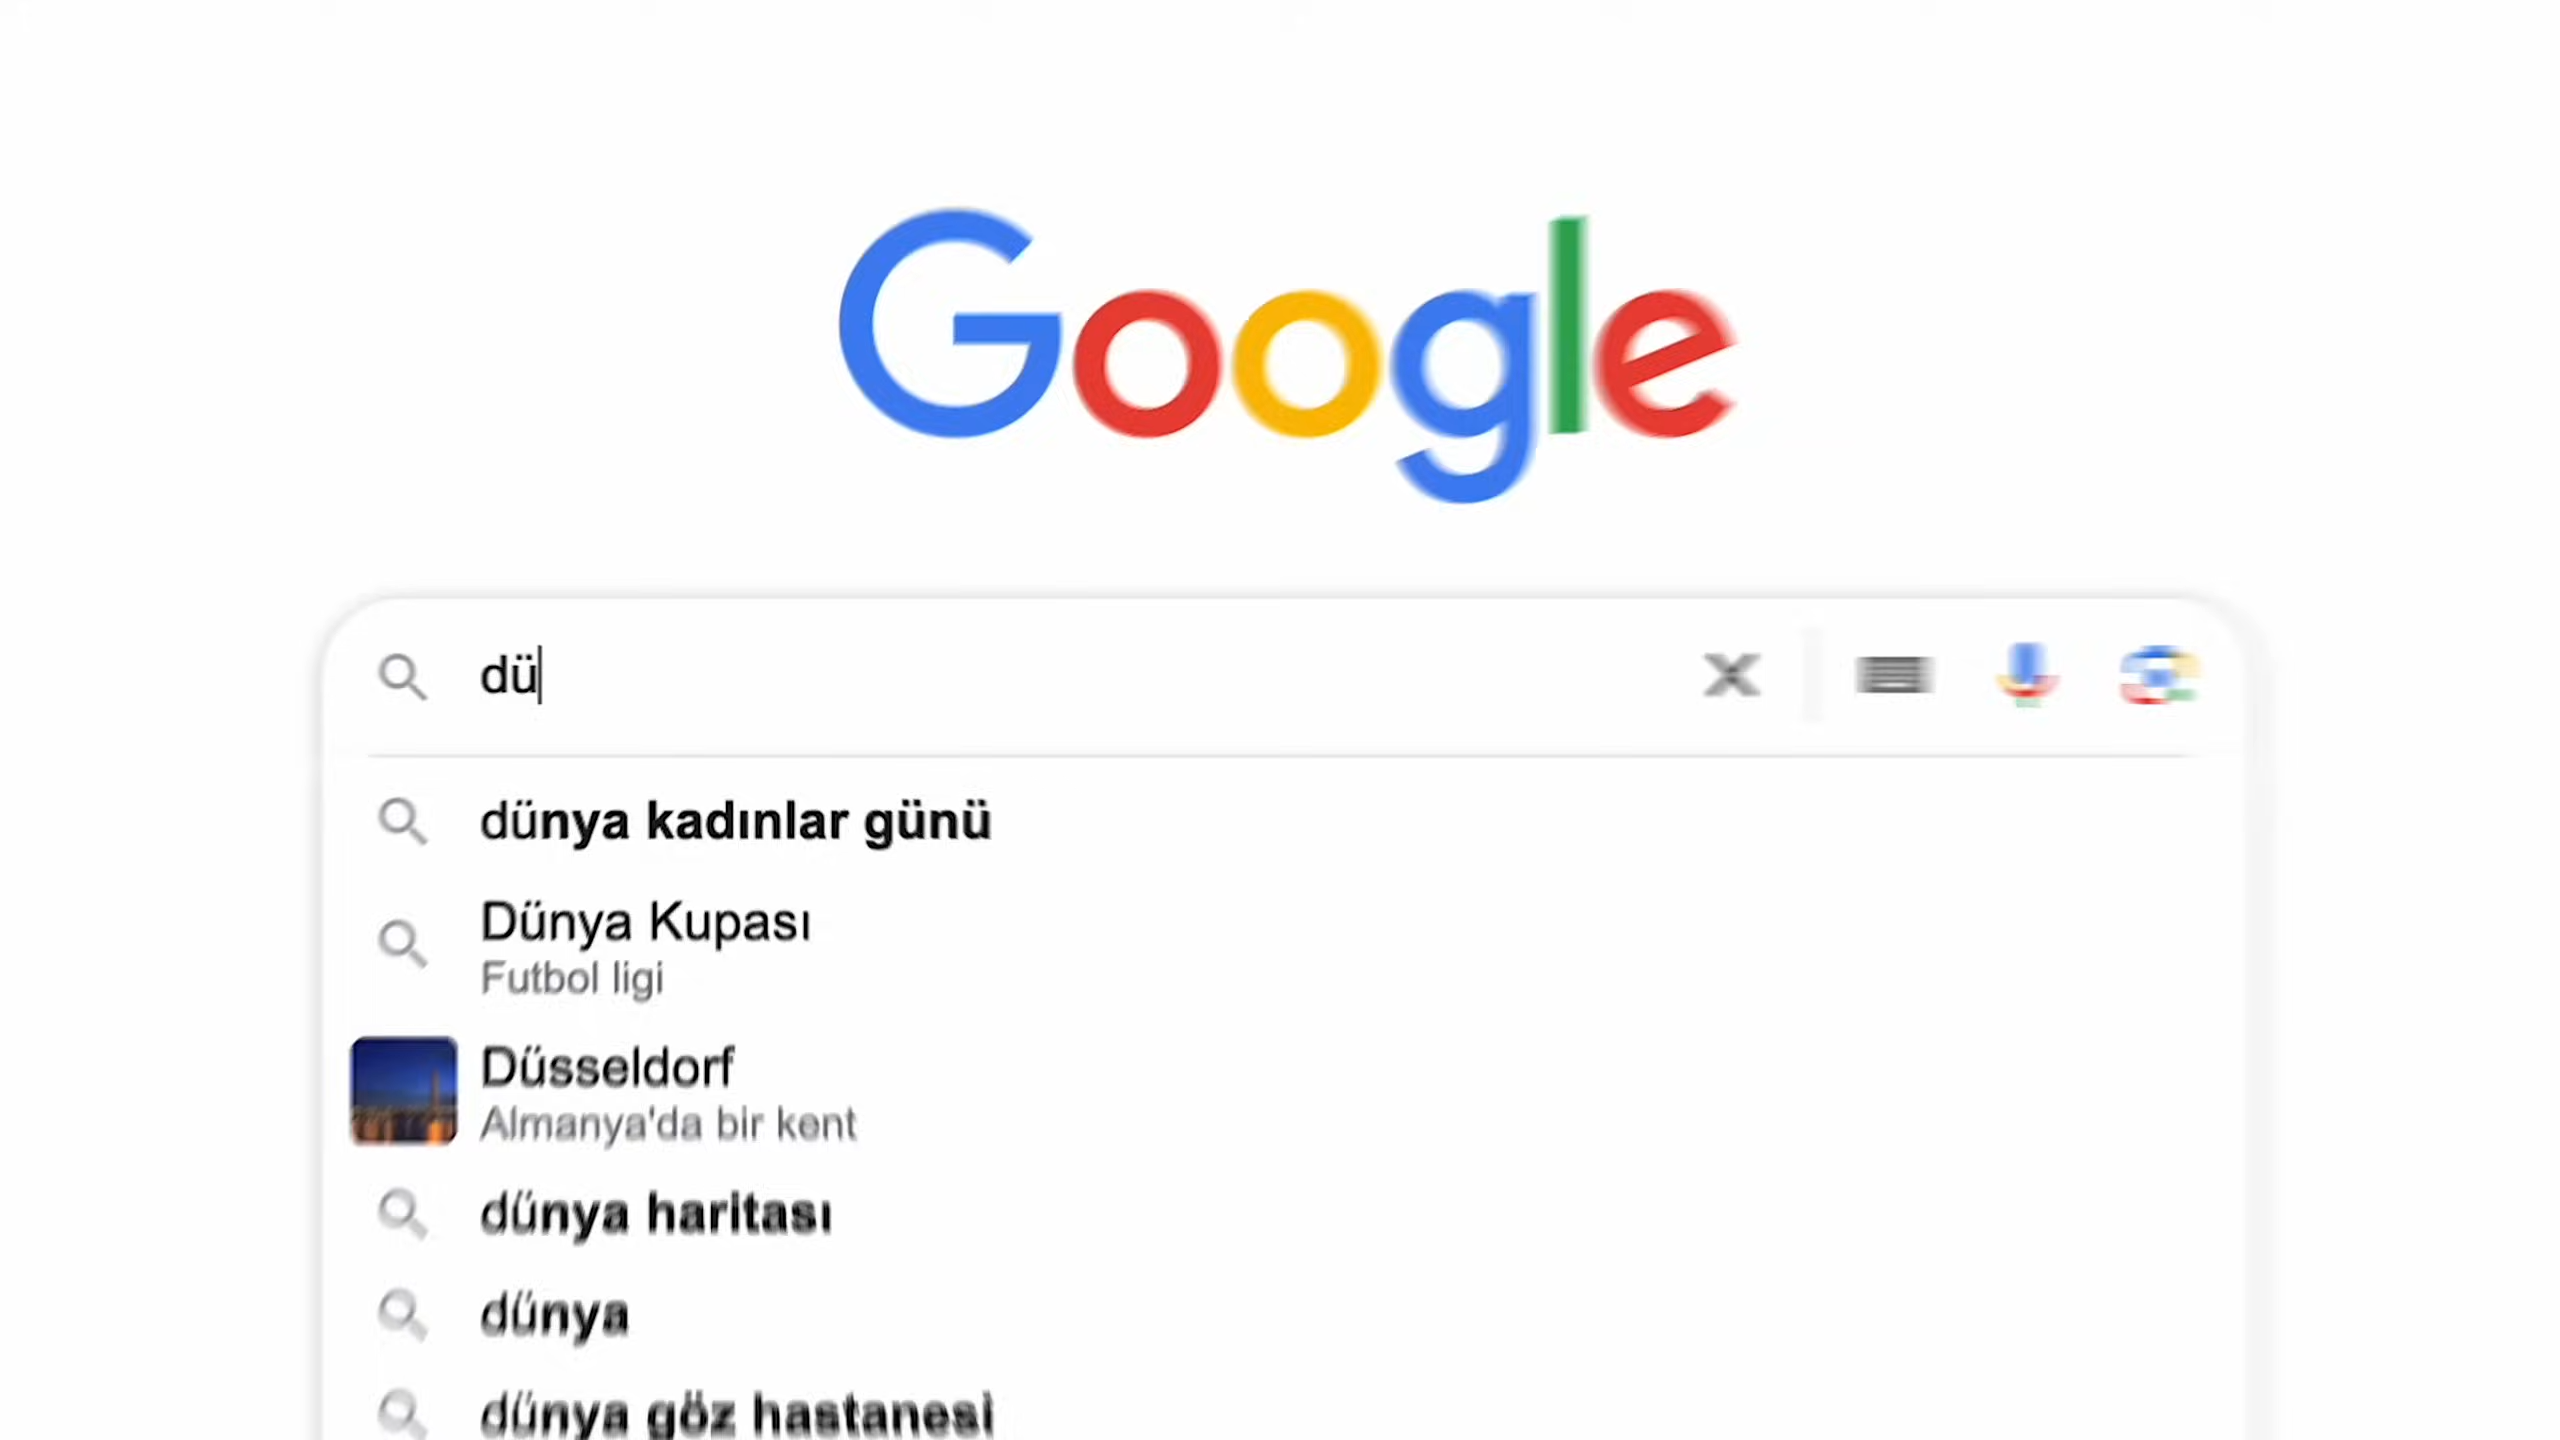 Google
dü
dünya kadınlar günü
Dünya Kupası
Futbol ligi
Düsseldorf
Almanya'da bir kent
dünya haritası
dünya
dünya göz hastanesi